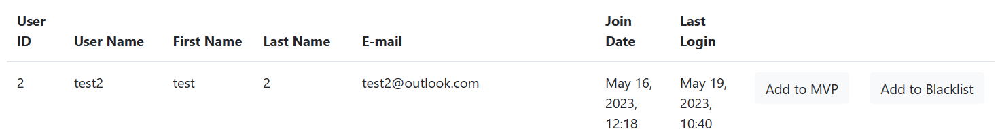 User ID User Name First Name Last Name E-mail Join Date Last Login
2 test2 test 2 test2@outlook.com May 16, 2023, 12:18 May 19, 2023, 10:40 Add to MVP Add to Blacklist